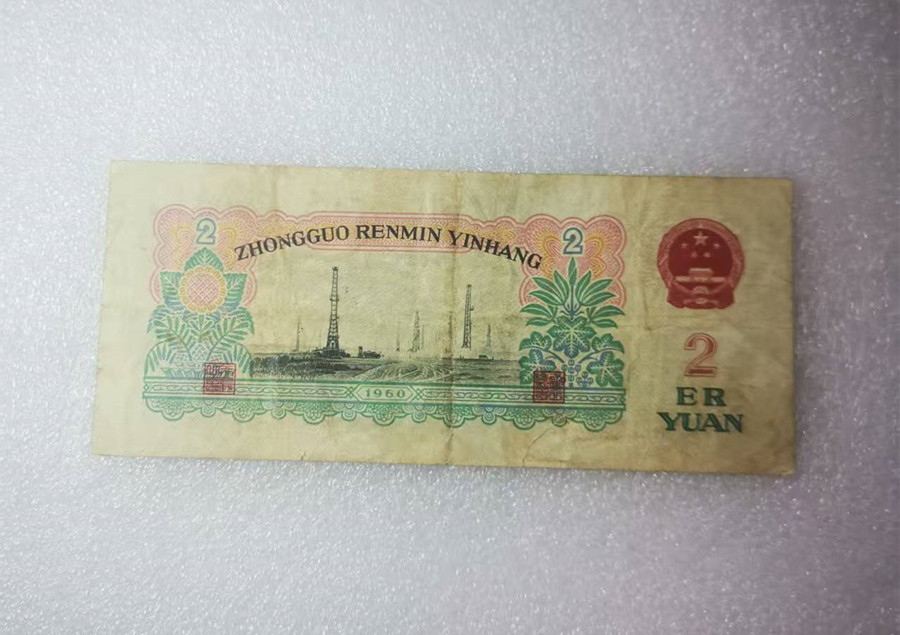 2
ZHONGGUO RENMIN YINHANG
2
1960
2
ER
YUAN